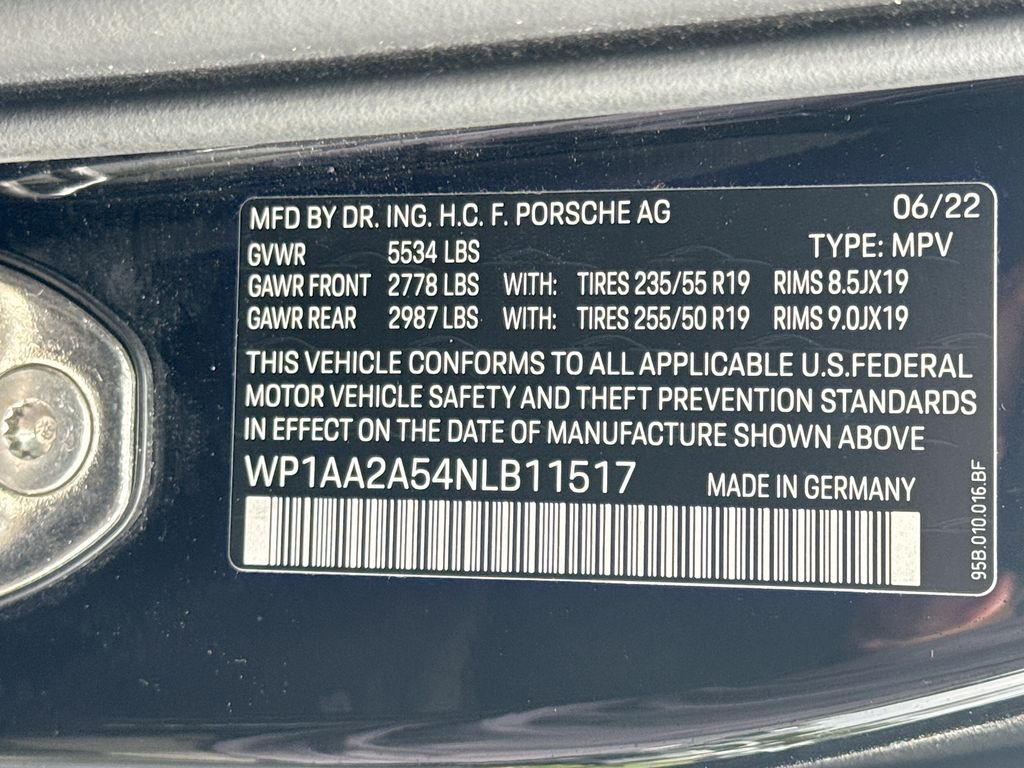 MFD BY DR. ING. H.C. F. PORSCHE AG 06/22
TYPE: MPV
GVWR 5534 LBS
GAWR FRONT 2778 LBS WITH: TIRES 235/55 R19 RIMS 8.5JX19
GAWR REAR 2987 LBS WITH: TIRES 255/50 R19 RIMS 9.0JX19
THIS VEHICLE CONFORMS TO ALL APPLICABLE U.S.FEDERAL
MOTOR VEHICLE SAFETY AND THEFT PREVENTION STANDARDS
IN EFFECT ON THE DATE OF MANUFACTURE SHOWN ABOVE
WP1AA2A54NLB11517 MADE IN GERMANY
95B.010.016.BF